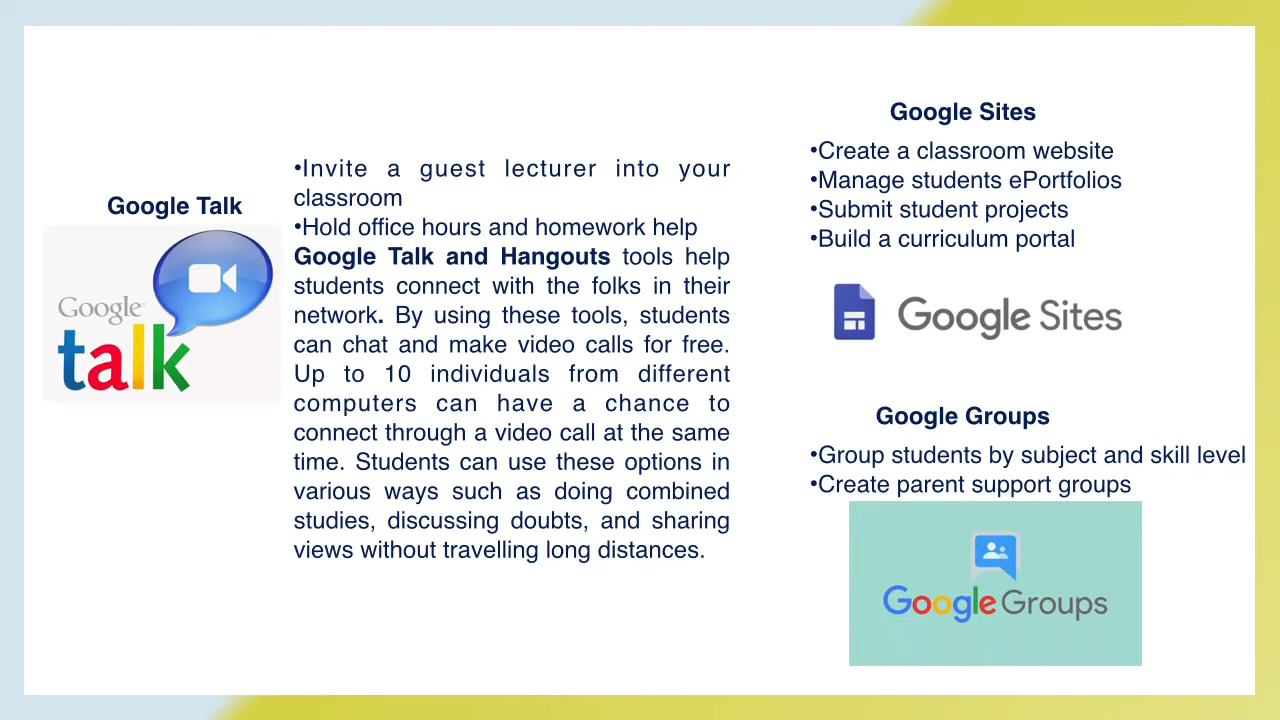 Google Talk
Google
talk
•Invite a guest lecturer into your
classroom
•Hold office hours and homework help
Google Talk and Hangouts tools help
students connect with the folks in their
network. By using these tools, students
can chat and make video calls for free.
Up to 10 individuals from different
computers can have a chance to
connect through a video call at the same
time. Students can use these options in
various ways such as doing combined
studies, discussing doubts, and sharing
views without travelling long distances.
Google Sites
•Create a classroom website
•Manage students ePortfolios
•Submit student projects
•Build a curriculum portal
Google Sites
Google Groups
•Group students by subject and skill level
•Create parent support groups
Google Groups